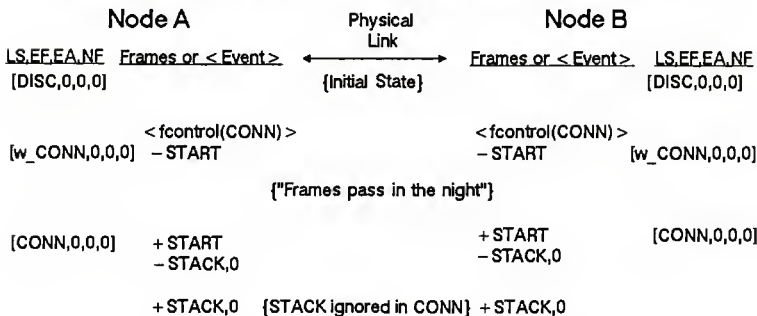 Node A Physical Node B
Link
LS,EF,EA,NF Frames or < Event > Frames or < Event > LS,EF,EA,NF
[DISC,0,0,0] {Initial State} [DISC,0,0,0]
< fcontrol(CONN) > < fcontrol(CONN) >
[w_CONN,0,0,0] – START – START [w_CONN,0,0,0]
{"Frames pass in the night"}
[CONN,0,0,0] + START + START [CONN,0,0,0]
– STACK,0 – STACK,0
+ STACK,0 {STACK ignored in CONN} + STACK,0